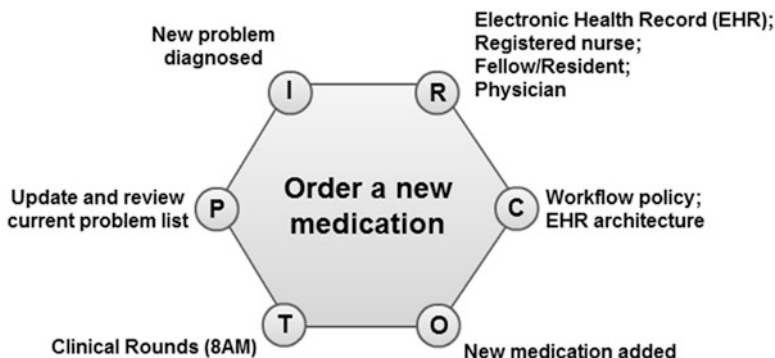 New problem
diagnosed
Electronic Health Record (EHR);
Registered nurse;
Fellow/Resident;
Physician
I
R
Update and review
current problem list
P
Order a new
medication
C
Workflow policy;
EHR architecture
Clinical Rounds (8AM)
T
O
New medication added